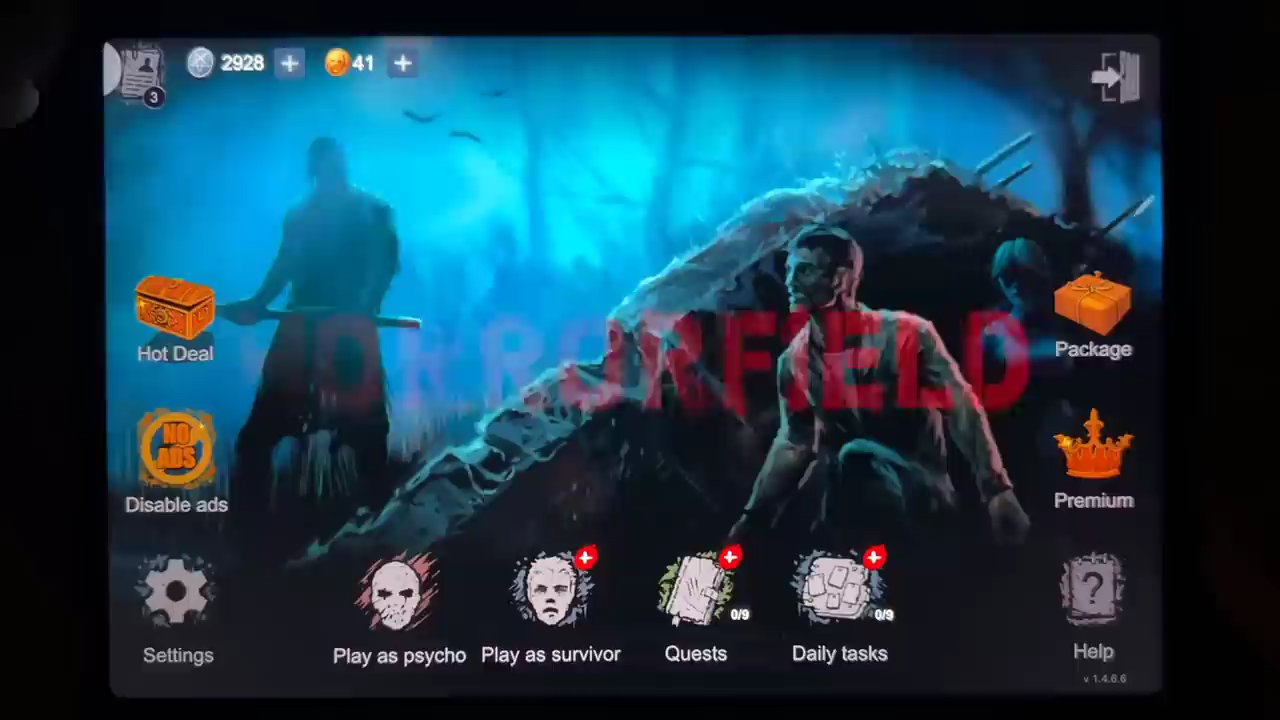 2928
41
3
Hot Deal
Package
HORRORFIELD
NO
ADS
Disable ads
Premium
0/9
0/9
Settings
Play as psycho
Play as survivor
Quests
Daily tasks
Help
v 1.4.6.6